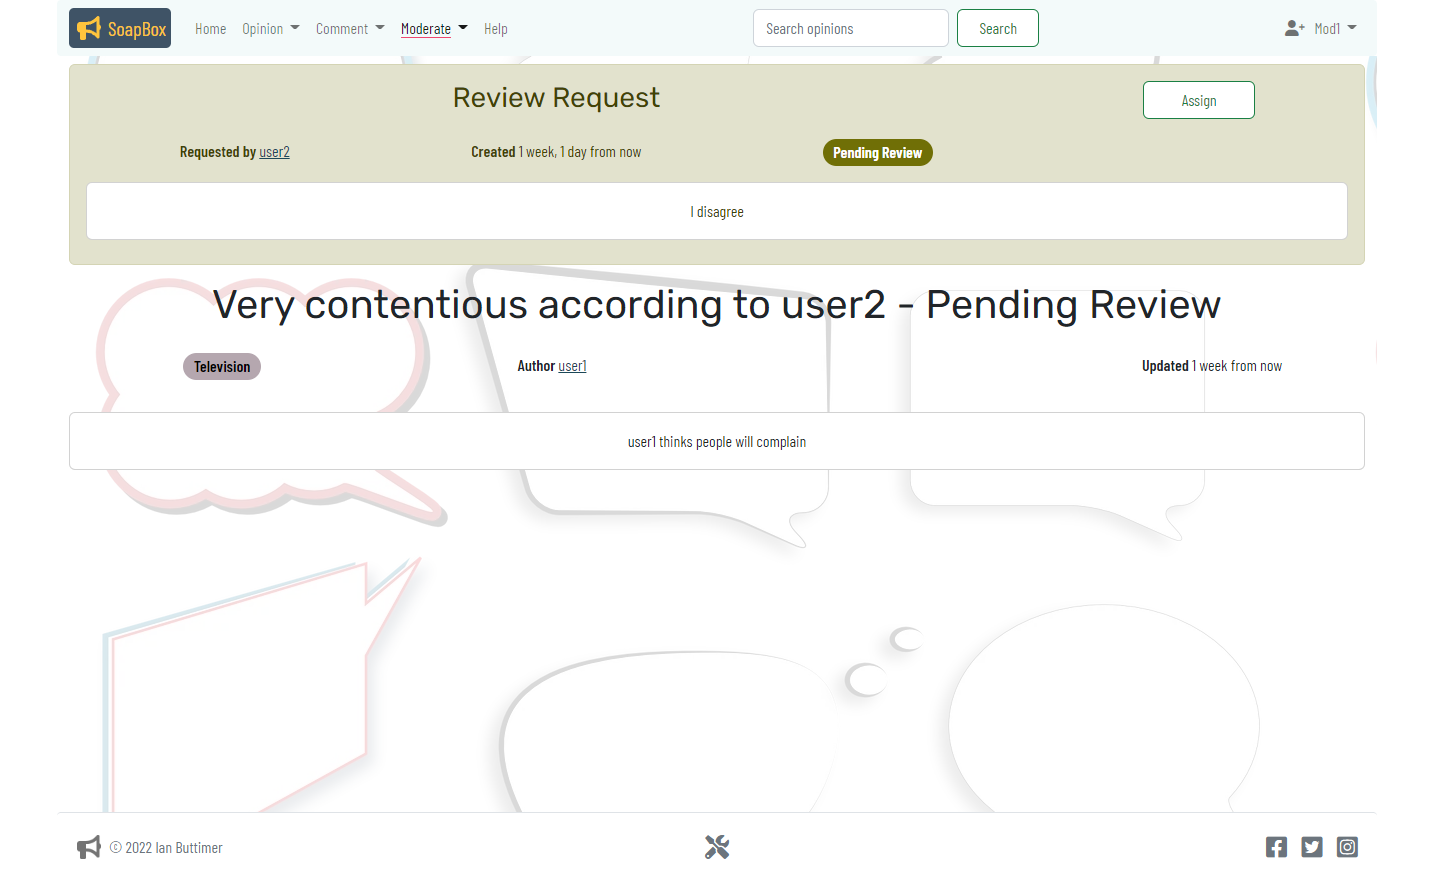 SoapBox Home Opinion Comment Moderate Help Search opinions Search Mod1
Review Request Assign
Requested by user2 Created 1 week, 1 day from now Pending Review
I disagree
Very contentious according to user2 - Pending Review
Television Author user1 Updated 1 week from now
user1 thinks people will complain
© 2022 Ian Buttimer